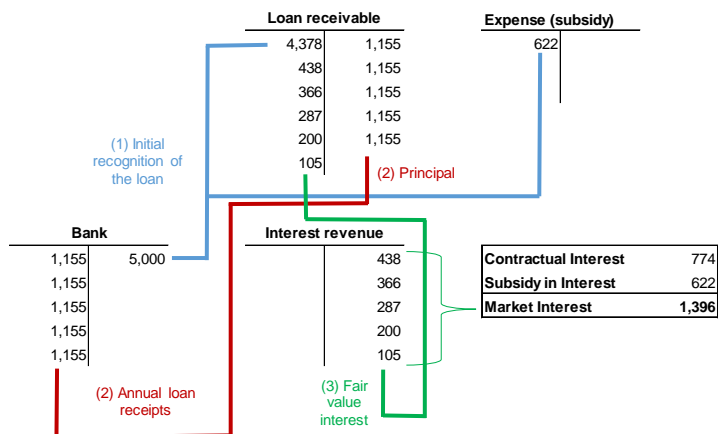 Loan receivable
4,378 1,155
438 1,155
366 1,155
287 1,155
200 1,155
105
Expense (subsidy)
622
(1) Initial
recognition of
the loan
(2) Principal
Bank
1,155 5,000
1,155
1,155
1,155
1,155
Interest revenue
438
366
287
200
105
Contractual Interest 774
Subsidy in Interest 622
Market Interest 1,396
(2) Annual loan
receipts
(3) Fair
value
interest